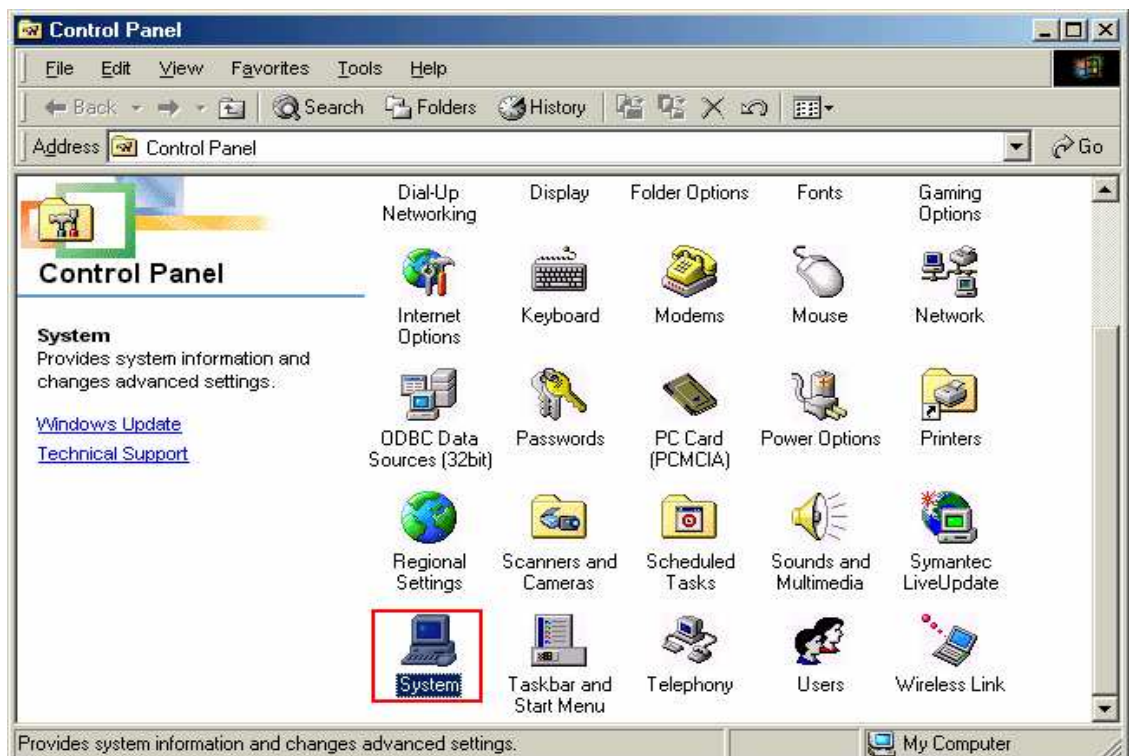 Control Panel
File Edit View Favorites Tools Help
Back Search Folders History
Address Control Panel Go
Control Panel
System
Provides system information and
changes advanced settings.
Windows Update
Technical Support
Dial-Up
Networking
Display
Folder Options
Fonts
Gaming
Options
Internet
Options
Keyboard
Modems
Mouse
Network
ODBC Data
Sources (32bit)
Passwords
PC Card
(PCMCIA)
Power Options
Printers
Regional
Settings
Scanners and
Cameras
Scheduled
Tasks
Sounds and
Multimedia
Symantec
LiveUpdate
System
Taskbar and
Start Menu
Telephony
Users
Wireless Link
Provides system information and changes advanced settings. My Computer